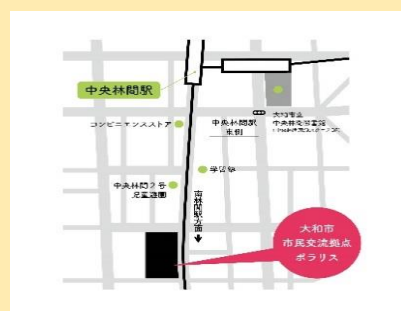 中央林間駅
コンビニエンスストア
中央林間駅
東側
大和市立
中央林間図書館
学習塾
中央林間2号
児童遊園
南林間駅方面
大和市
市民交流拠点
ポラリス